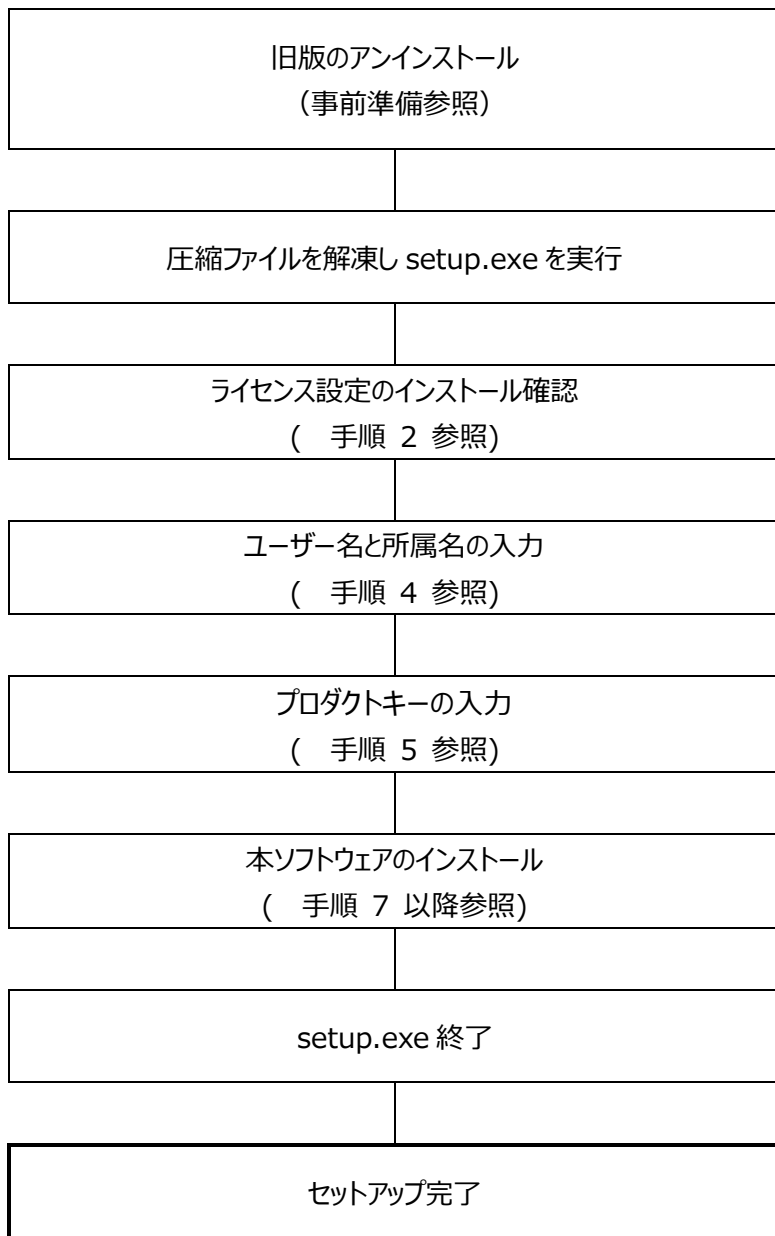 旧版のアンインストール
（事前準備参照）
圧縮ファイルを解凍し setup.exe を実行
ライセンス設定のインストール確認
(　手順 2 参照)
ユーザー名と所属名の入力
(　手順 4 参照)
プロダクトキーの入力
(　手順 5 参照)
本ソフトウェアのインストール
(　手順 7 以降参照)
setup.exe 終了
セットアップ完了